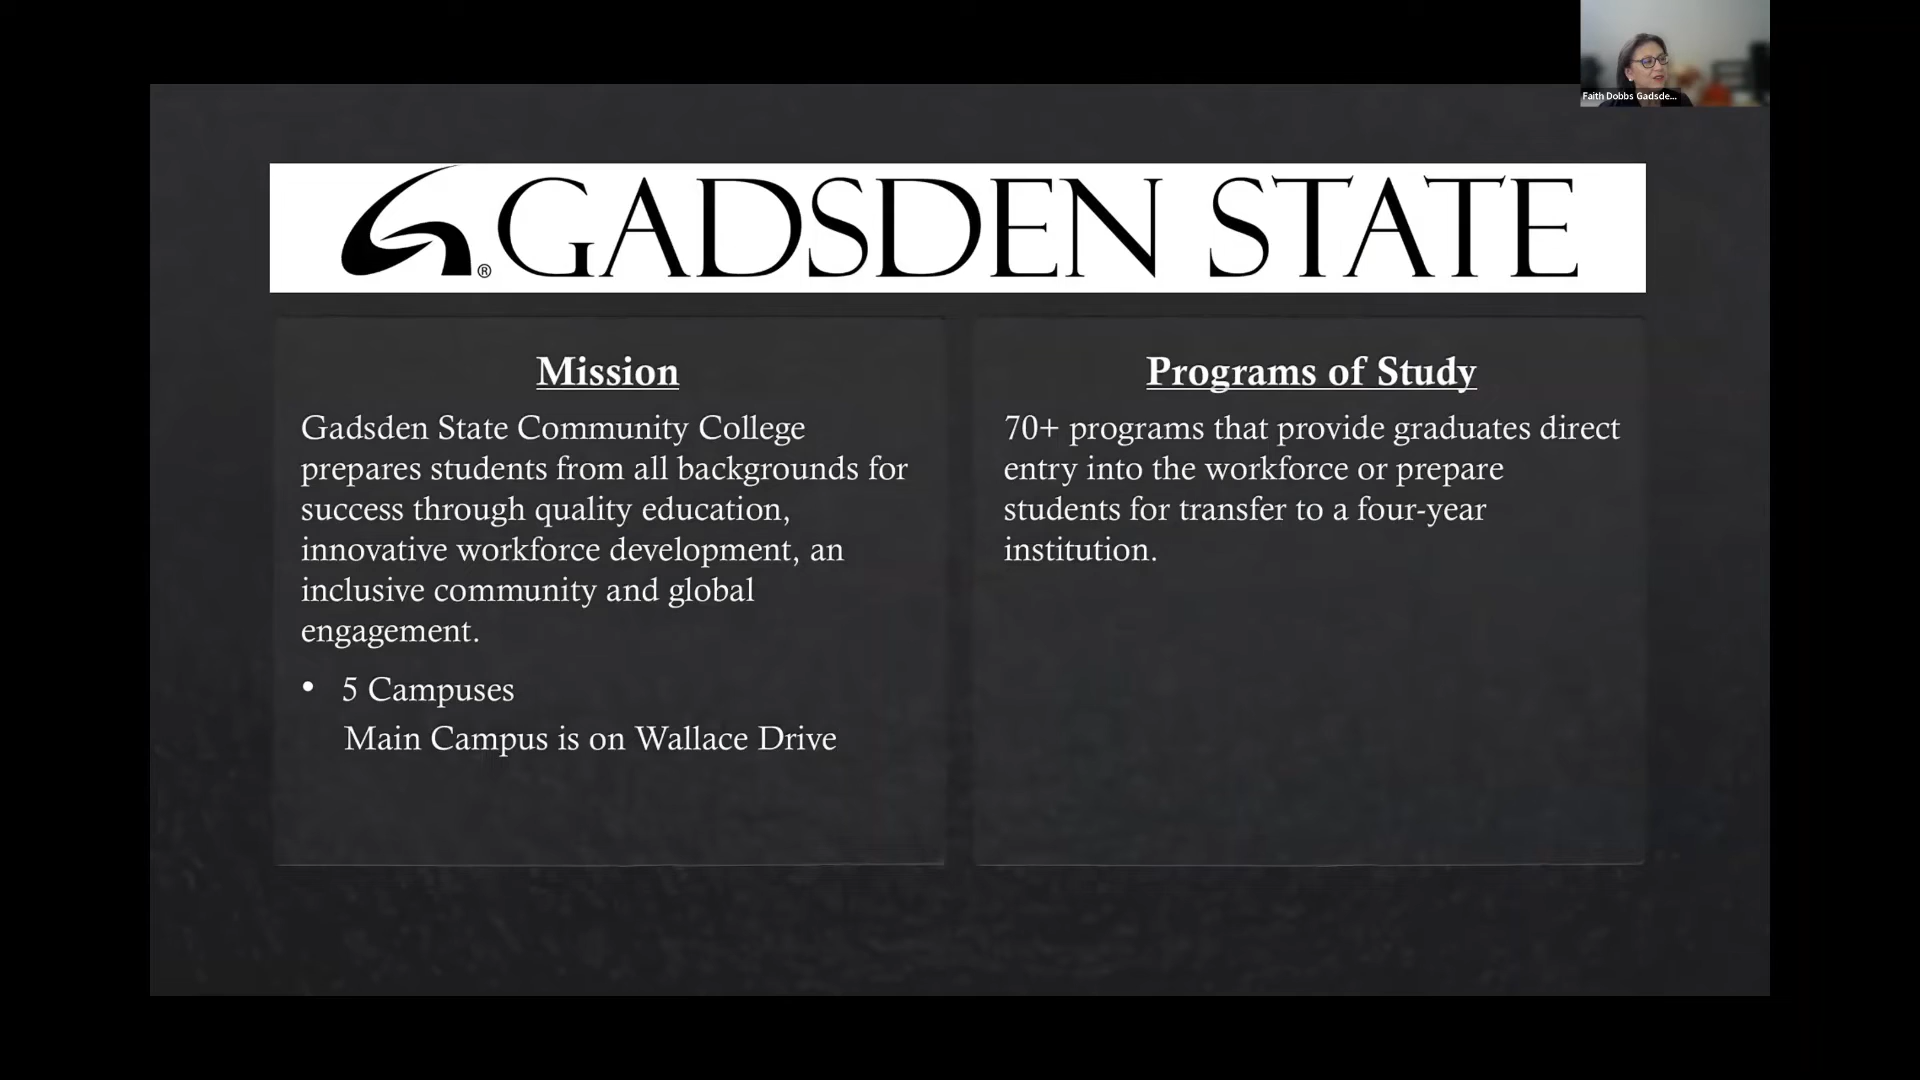 Faith Dobbs Gadsde...
® GADSDEN STATE
Mission
Gadsden State Community College
prepares students from all backgrounds for
success through quality education,
innovative workforce development, an
inclusive community and global
engagement.
• 5 Campuses
Main Campus is on Wallace Drive
Programs of Study
70+ programs that provide graduates direct
entry into the workforce or prepare
students for transfer to a four-year
institution.